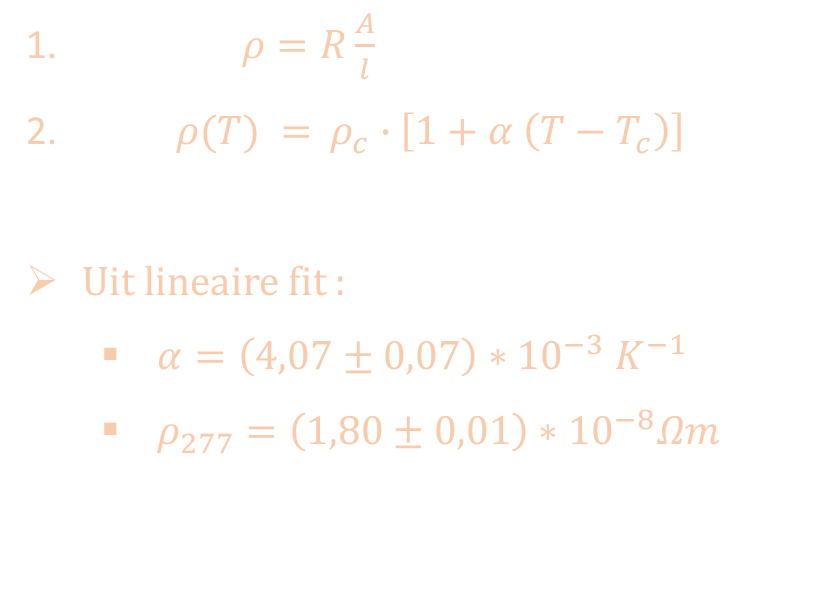 1. ρ = R A/l
2. ρ(T) = ρ_c · [1 + α (T − T_c)]
➢ Uit lineaire fit :
▪ α = (4,07 ± 0,07) ∗ 10⁻³ K⁻¹
▪ ρ₂₇₇ = (1,80 ± 0,01) ∗ 10⁻⁸ Ωm